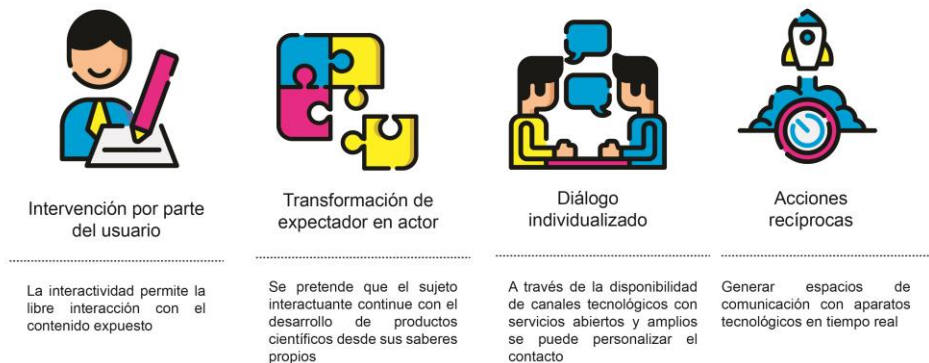 Intervención por parte
del usuario
La interactividad permite la
libre interacción con el
contenido expuesto
Transformación de
expectador en actor
Se pretende que el sujeto
interactuante continue con el
desarrollo de productos
científicos desde sus saberes
propios
Diálogo
individualizado
A través de la disponibilidad
de canales tecnológicos con
servicios abiertos y amplios
se puede personalizar el
contacto
Acciones
recíprocas
Generar espacios de
comunicación con aparatos
tecnológicos en tiempo real